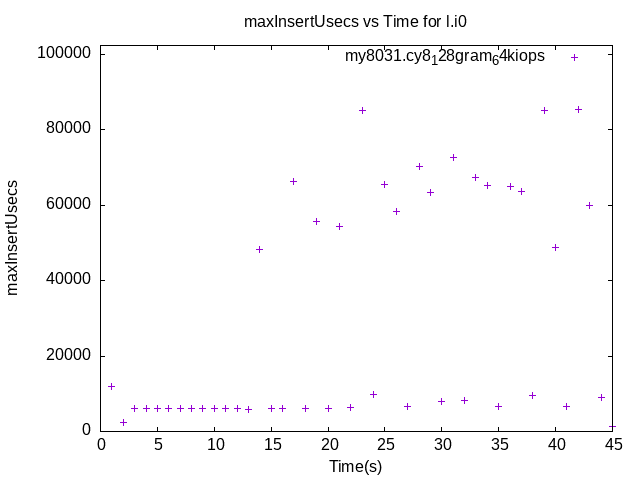 maxInsertUsecs vs Time for l.i0
my8031.cy8128gram64kiops
100000
80000
60000
40000
20000
0
maxInsertUsecs
0 5 10 15 20 25 30 35 40 45
Time(s)